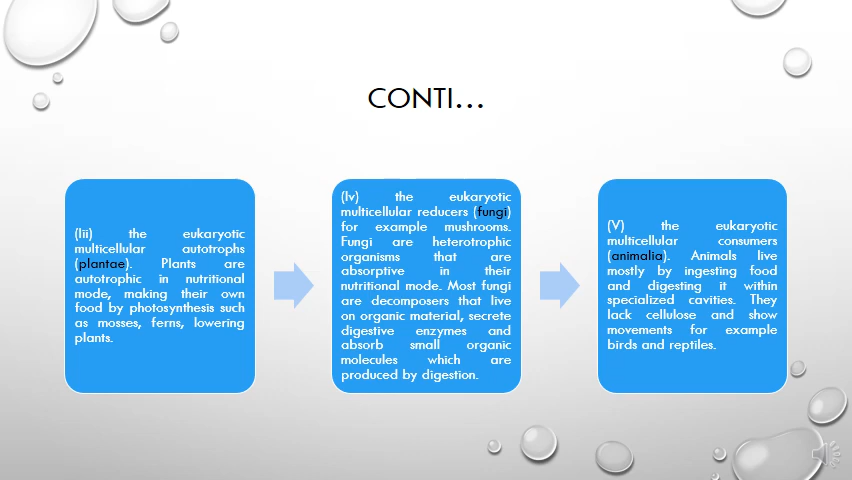 CONTI...
(Iii) the eukaryotic
multicellular autotrophs
(plantae). Plants are
autotrophic in nutritional
mode, making their own
food by photosynthesis such
as mosses, ferns, lowering
plants.
(Iv) the eukaryotic
multicellular reducers (fungi)
for example mushrooms.
Fungi are heterotrophic
organisms that are
absorptive in their
nutritional mode. Most fungi
are decomposers that live
on organic material, secrete
digestive enzymes and
absorb small organic
molecules which are
produced by digestion.
(V) the eukaryotic
multicellular consumers
(animalia). Animals live
mostly by ingesting food
and digesting it within
specialized cavities. They
lack cellulose and show
movements for example
birds and reptiles.